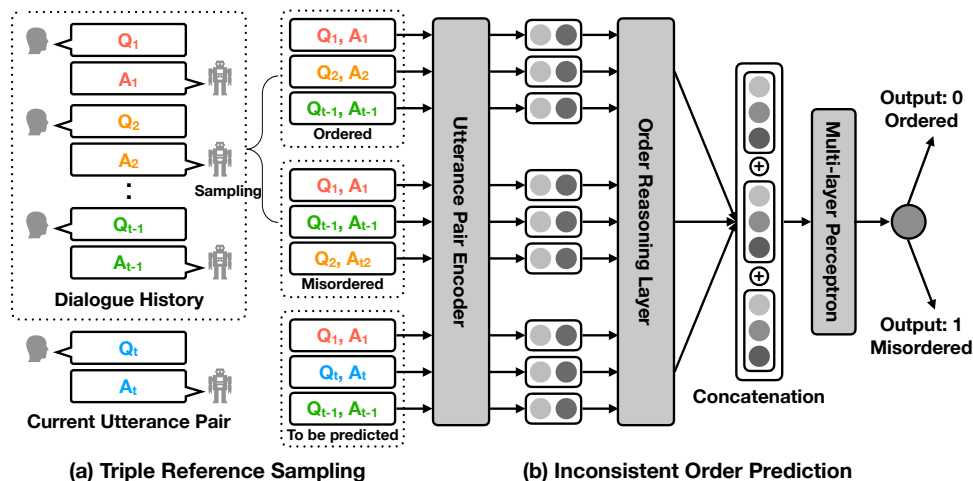 Q1
A1
Q2
A2
Sampling
Qt-1
At-1
Dialogue History
Qt
At
Current Utterance Pair
Q1, A1
Q2, A2
Qt-1, At-1
Ordered
Q1, A1
Qt-1, At-1
Q2, At2
Misordered
Q1, A1
Qt, At
Qt-1, At-1
To be predicted
Utterance Pair Encoder
Order Reasoning Layer
Concatenation
Multi-layer Perceptron
Output: 0
Ordered
Output: 1
Misordered
(a) Triple Reference Sampling
(b) Inconsistent Order Prediction